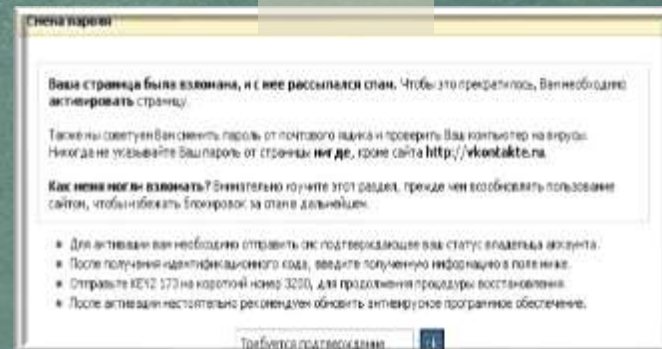 Смена пароля
Ваша страница была взломана, и с нее рассылался спам. Чтобы это прекратилось, Вам необходимо
активировать страницу.
Также мы советуем Вам сменить пароль от почтового ящика и проверить Ваш компьютер на вирусы.
Никогда не указывайте Ваш пароль от страницы нигде, кроме сайта http://vkontakte.ru.
Как меня могли взломать? Внимательно изучите этот раздел, прежде чем возобновлять пользование
сайтом, чтобы избежать блокировок за спам в дальнейшем.
Для активации вам необходимо отправить смс подтверждающее ваш статус владельца аккаунта.
После получения идентификационного кода, введите полученную информацию в поле ниже.
Отправьте KEYZ 173 на короткий номер 3200, для продолжения процедуры восстановления.
После активации настоятельно рекомендуем обновить антивирусное программное обеспечение.
Требуется подтверждение